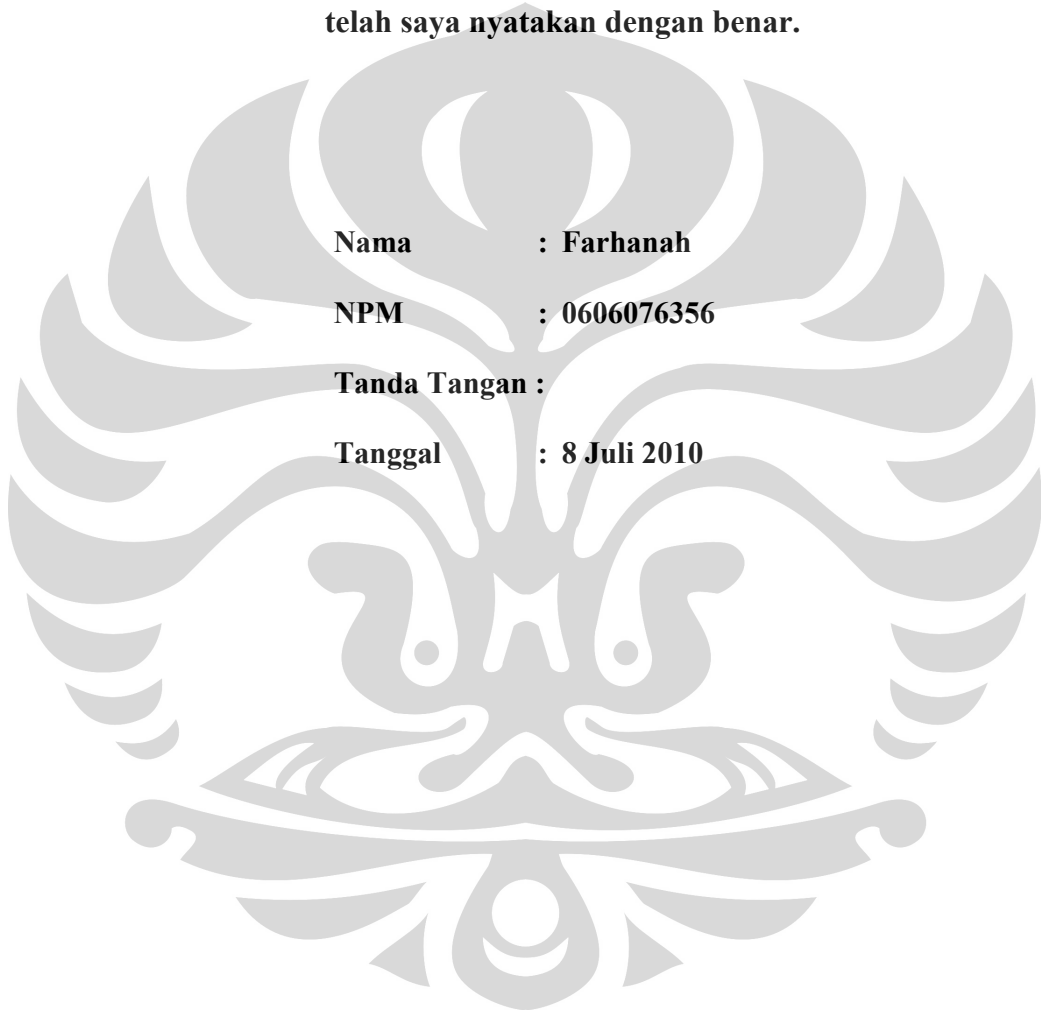 telah saya nyatakan dengan benar.
Nama : Farhanah
NPM : 0606076356
Tanda Tangan :
Tanggal : 8 Juli 2010